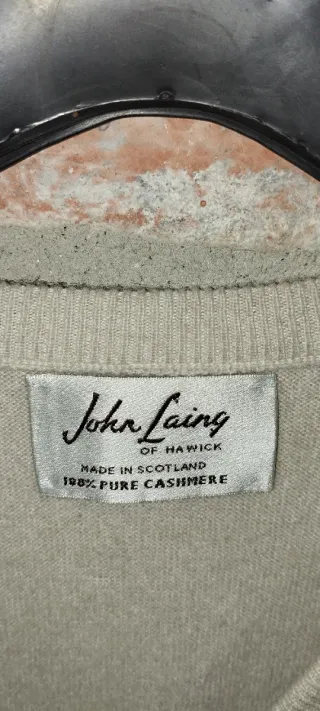 John Laing
OF HAWICK
MADE IN SCOTLAND
100% PURE CASHMERE